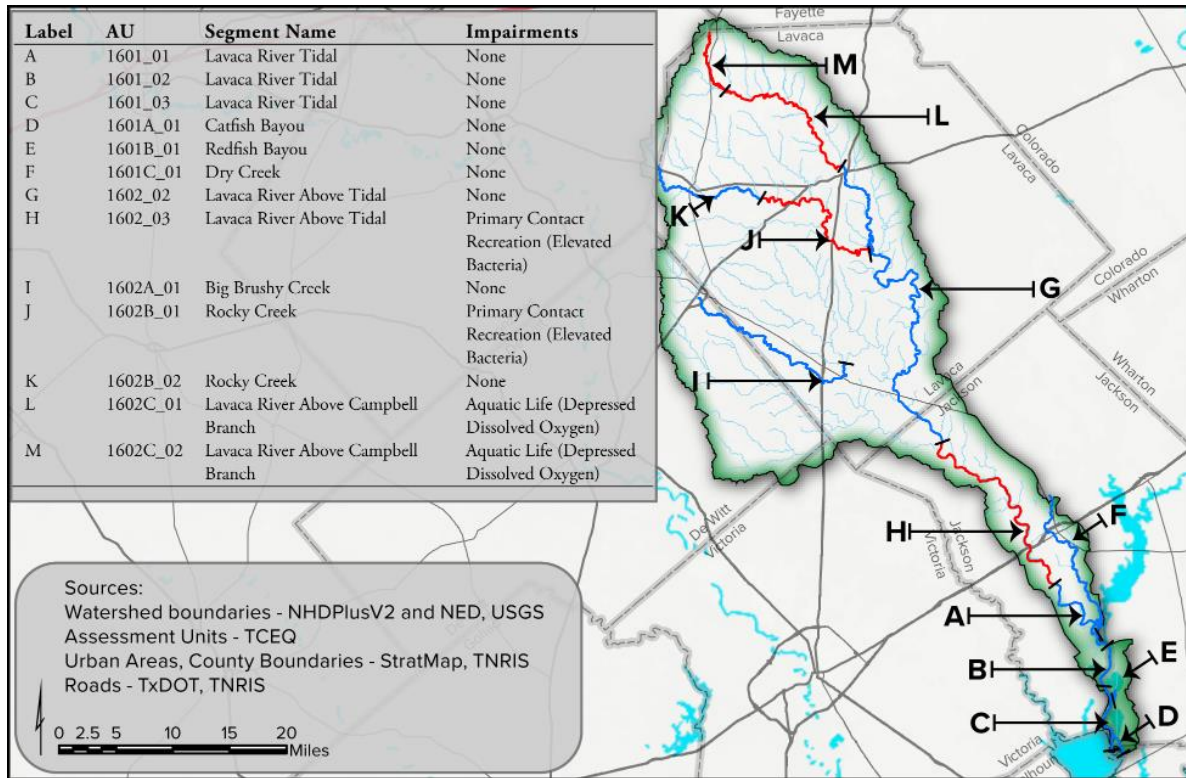 Label AU Segment Name Impairments
A 1601_01 Lavaca River Tidal None
B 1601_02 Lavaca River Tidal None
C 1601_03 Lavaca River Tidal None
D 1601A_01 Catfish Bayou None
E 1601B_01 Redfish Bayou None
F 1601C_01 Dry Creek None
G 1602_02 Lavaca River Above Tidal None
H 1602_03 Lavaca River Above Tidal Primary Contact
Recreation (Elevated
Bacteria)
I 1602A_01 Big Brushy Creek None
J 1602B_01 Rocky Creek Primary Contact
Recreation (Elevated
Bacteria)
K 1602B_02 Rocky Creek None
L 1602C_01 Lavaca River Above Campbell Aquatic Life (Depressed
Branch Dissolved Oxygen)
M 1602C_02 Lavaca River Above Campbell Aquatic Life (Depressed
Branch Dissolved Oxygen)
Fayette
Lavaca
M
L
Colorado
Lavaca
K
J
Colorado
Wharton
G
Wharton
Jackson
I
Lavaca
Jackson
De Witt
Victoria
H
Jackson
Victoria
F
A
B
E
C
D
Victoria
Sources:
Watershed boundaries - NHDPlusV2 and NED, USGS
Assessment Units - TCEQ
Urban Areas, County Boundaries - StratMap, TNRIS
Roads - TxDOT, TNRIS
0 2.5 5 10 15 20
Miles